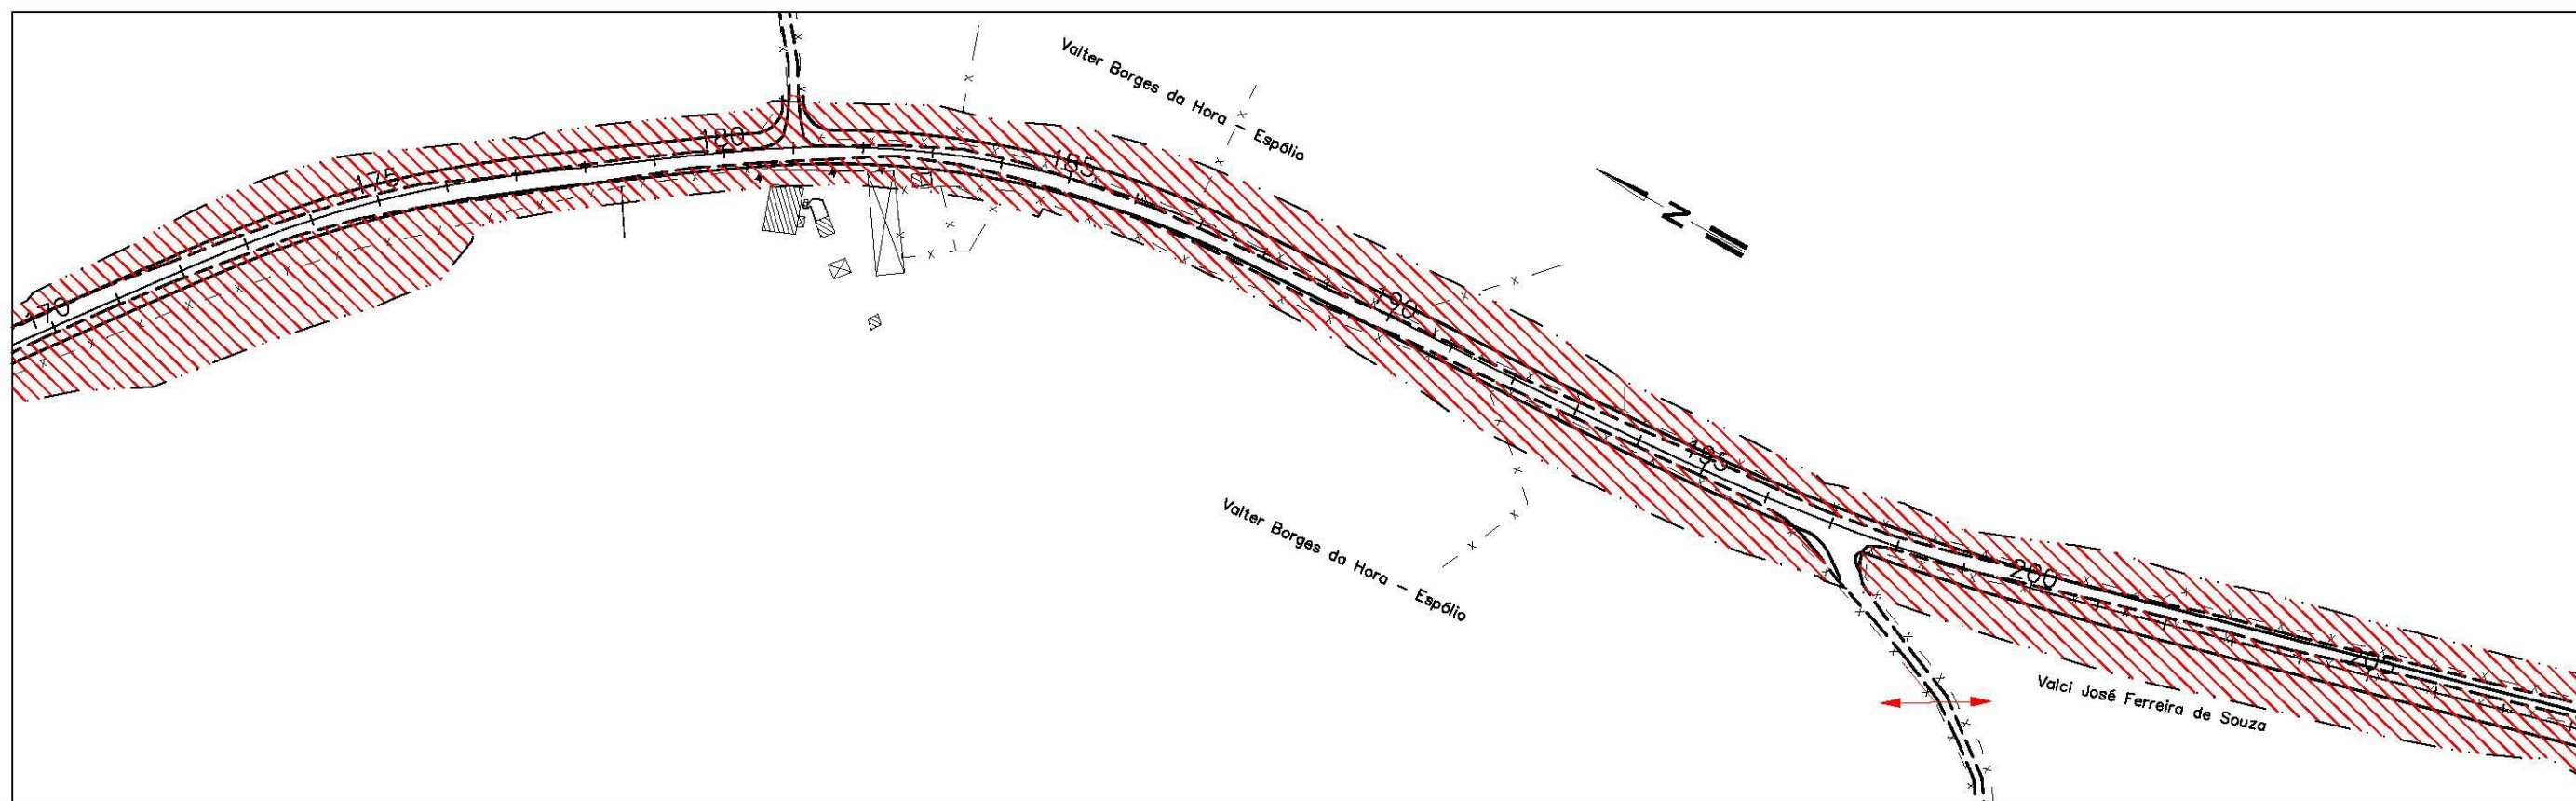 Valter Borges da Hora – Espólio
180
185
175
N
170
190
195
Valter Borges da Hora – Espólio
200
205
Valci José Ferreira de Souza